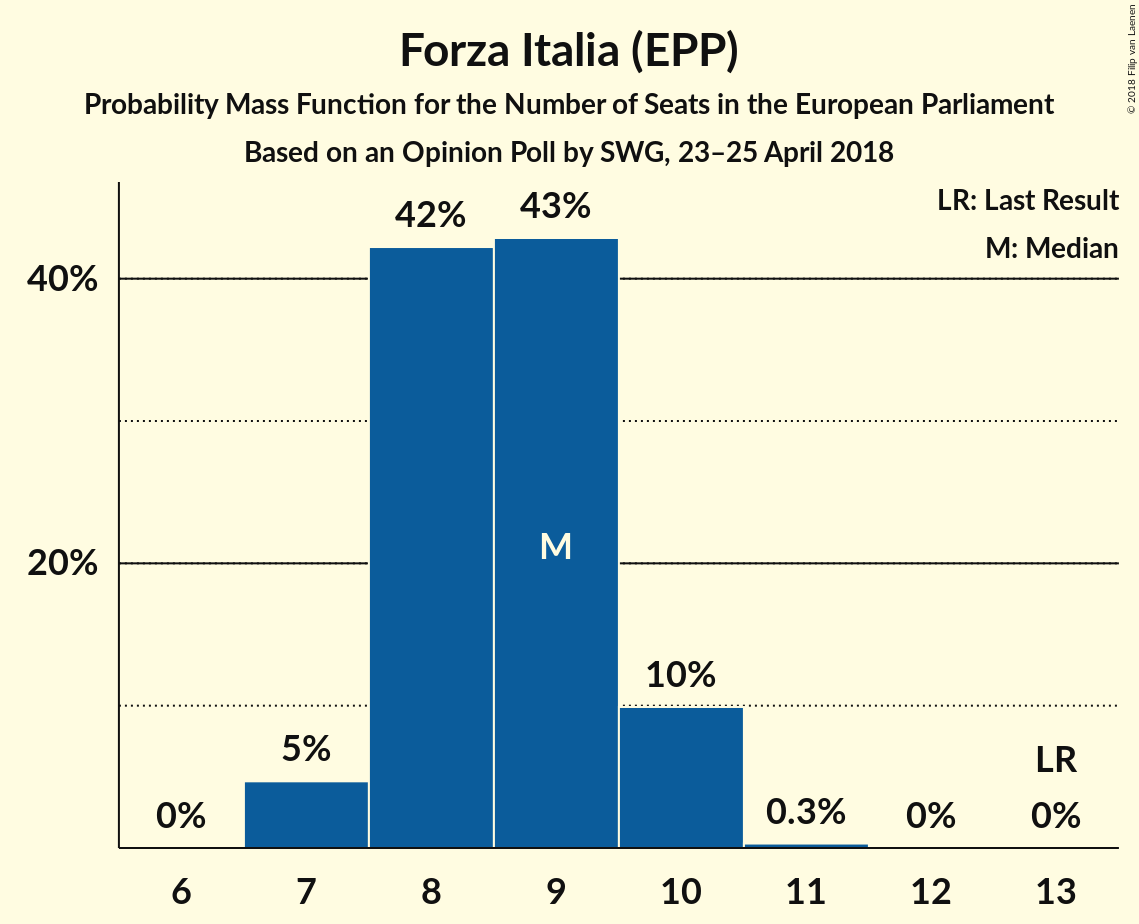 Forza Italia (EPP)
Probability Mass Function for the Number of Seats in the European Parliament
Based on an Opinion Poll by SWG, 23–25 April 2018
© 2018 Filip van Laenen
LR: Last Result
M: Median
40%
20%
0%
5%
42%
43%
M
10%
0.3%
0%
LR
0%
6 7 8 9 10 11 12 13